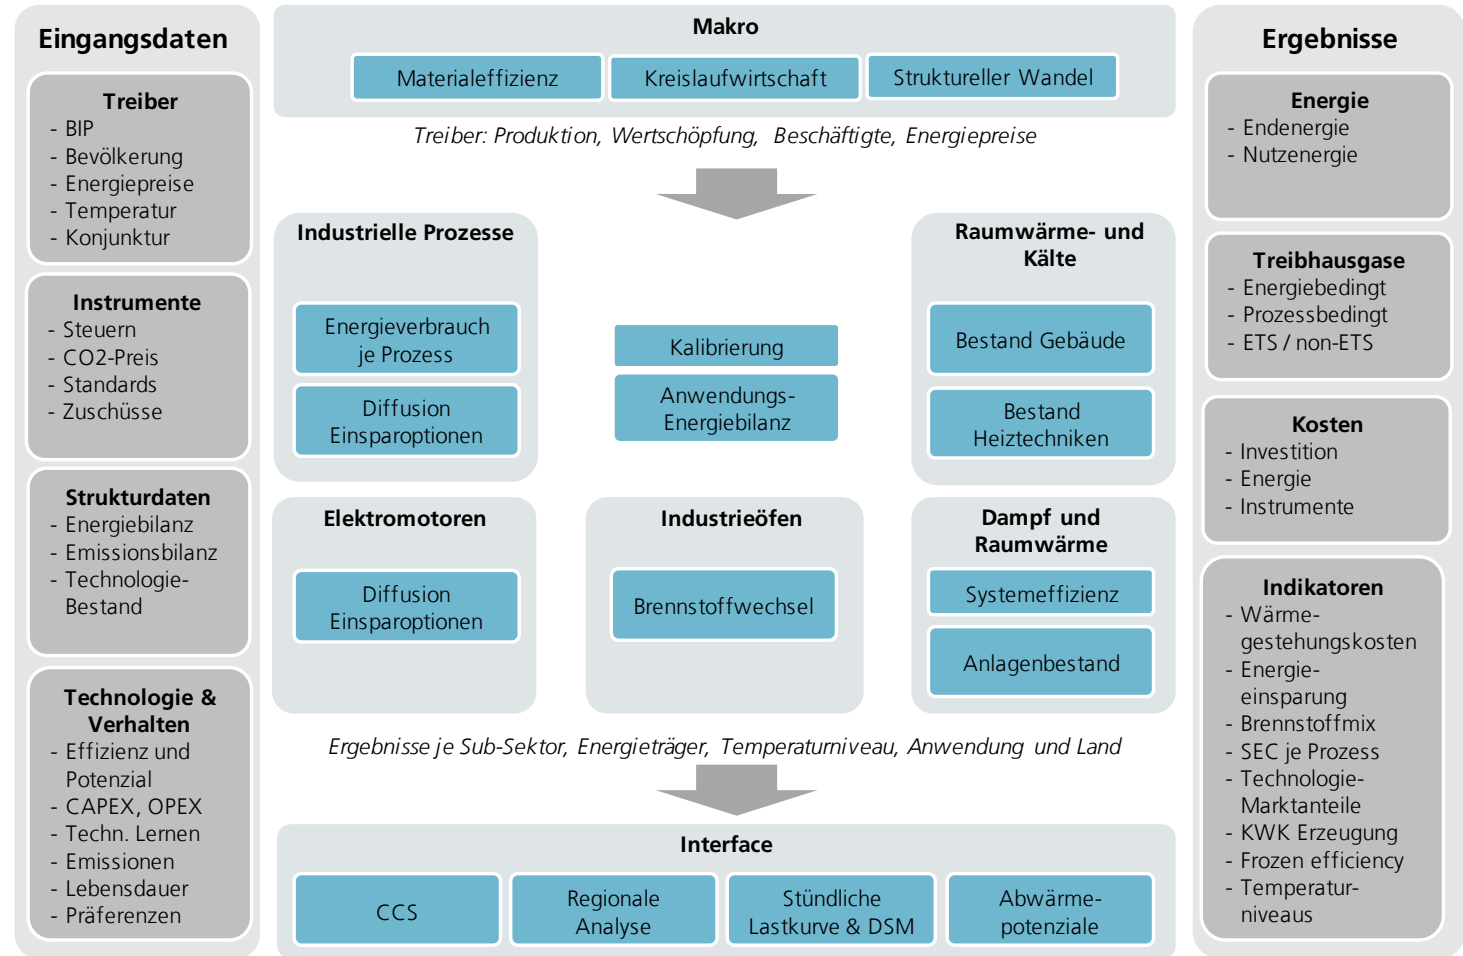 Eingangsdaten
Treiber
- BIP
- Bevölkerung
- Energiepreise
- Temperatur
- Konjunktur
Instrumente
- Steuern
- CO2-Preis
- Standards
- Zuschüsse
Strukturdaten
- Energiebilanz
- Emissionsbilanz
- Technologie-
Bestand
Technologie &
Verhalten
- Effizienz und
Potenzial
- CAPEX, OPEX
- Techn. Lernen
- Emissionen
- Lebensdauer
- Präferenzen
Makro
Materialeffizienz
Kreislaufwirtschaft
Struktureller Wandel
Treiber: Produktion, Wertschöpfung, Beschäftigte, Energiepreise
Industrielle Prozesse
Energieverbrauch
je Prozess
Diffusion
Einsparoptionen
Kalibrierung
Anwendungs-
Energiebilanz
Raumwärme- und
Kälte
Bestand Gebäude
Bestand
Heiztechniken
Elektromotoren
Diffusion
Einsparoptionen
Industrieöfen
Brennstoffwechsel
Dampf und
Raumwärme
Systemeffizienz
Anlagenbestand
Ergebnisse je Sub-Sektor, Energieträger, Temperaturniveau, Anwendung und Land
Interface
CCS
Regionale
Analyse
Stündliche
Lastkurve & DSM
Abwärme-
potenziale
Ergebnisse
Energie
- Endenergie
- Nutzenergie
Treibhausgase
- Energiebedingt
- Prozessbedingt
- ETS / non-ETS
Kosten
- Investition
- Energie
- Instrumente
Indikatoren
- Wärme-
gestehungskosten
- Energie-
einsparung
- Brennstoffmix
- SEC je Prozess
- Technologie-
Marktanteile
- KWK Erzeugung
- Frozen efficiency
- Temperatur-
niveaus